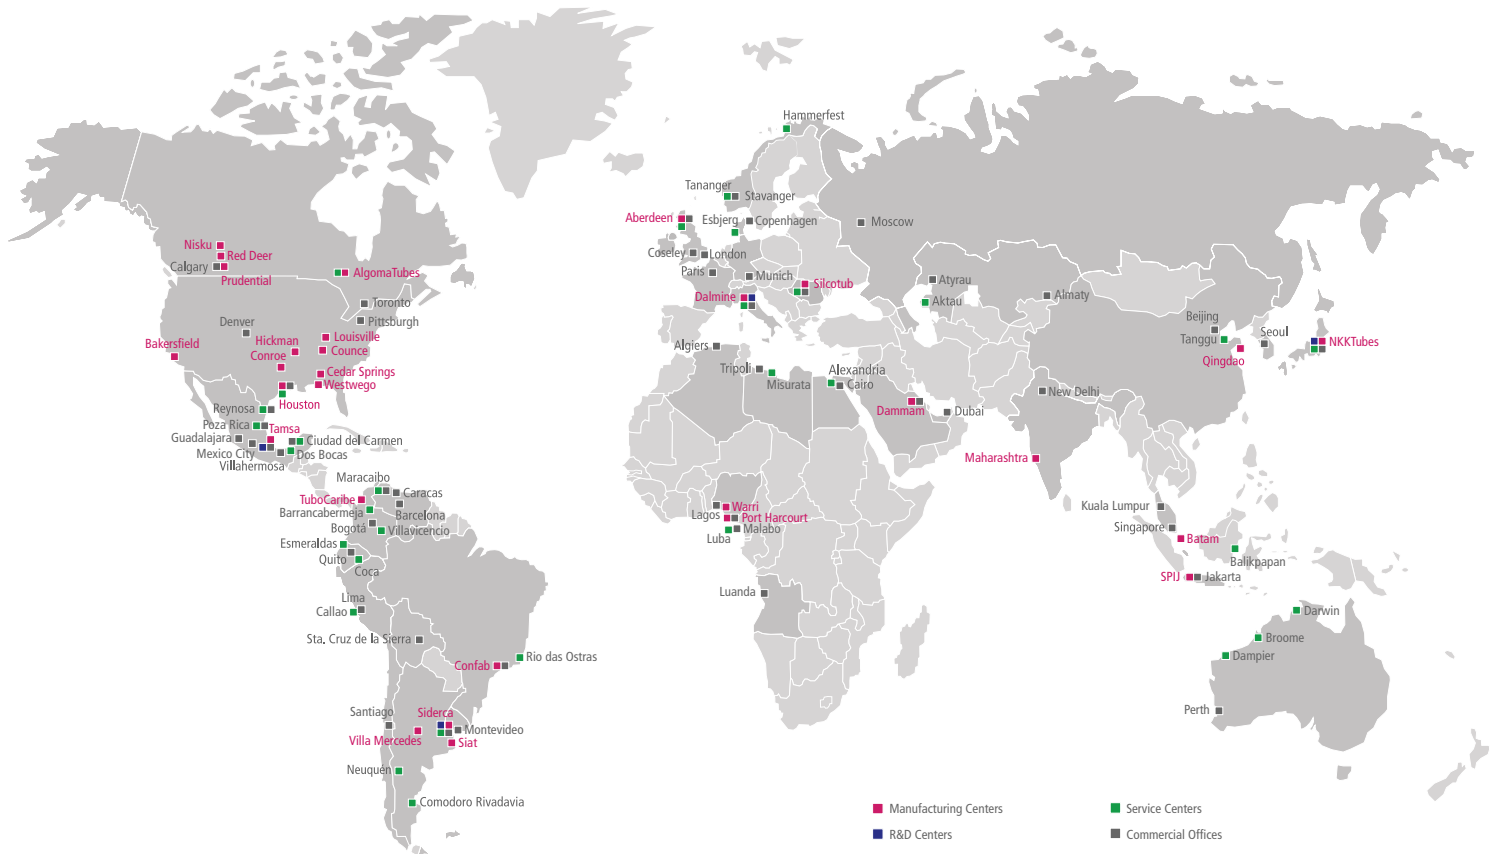 Hammerfest
Tananger
Stavanger
Aberdeen
Esbjerg
Copenhagen
Moscow
Coseley
London
Paris
Munich
Silcotub
Dalmine
Atyrau
Aktau
Almaty
Beijing
Tanggu
Seoul
NKKTubes
Qingdao
Nisku
Red Deer
Calgary
Prudential
AlgomaTubes
Toronto
Denver
Pittsburgh
Bakersfield
Hickman
Louisville
Conroe
Counce
Cedar Springs
Westwego
Houston
Reynosa
Poza Rica
Tamsa
Guadalajara
Ciudad del Carmen
Mexico City
Dos Bocas
Villahermosa
Algiers
Tripoli
Misurata
Alexandria
Cairo
Dammam
Dubai
New Delhi
Maharashtra
Maracaibo
Caracas
TuboCaribe
Barcelona
Barrancabermeja
Bogotá
Villavicencio
Esmeraldas
Quito
Coca
Lagos
Warri
Port Harcourt
Malabo
Luba
Kuala Lumpur
Singapore
Batam
Balikpapan
SPIJ
Jakarta
Lima
Callao
Luanda
Darwin
Sta. Cruz de la Sierra
Broome
Confab
Rio das Ostras
Dampier
Santiago
Siderca
Montevideo
Villa Mercedes
Siat
Perth
Neuquén
Comodoro Rivadavia
Manufacturing Centers
Service Centers
R&D Centers
Commercial Offices